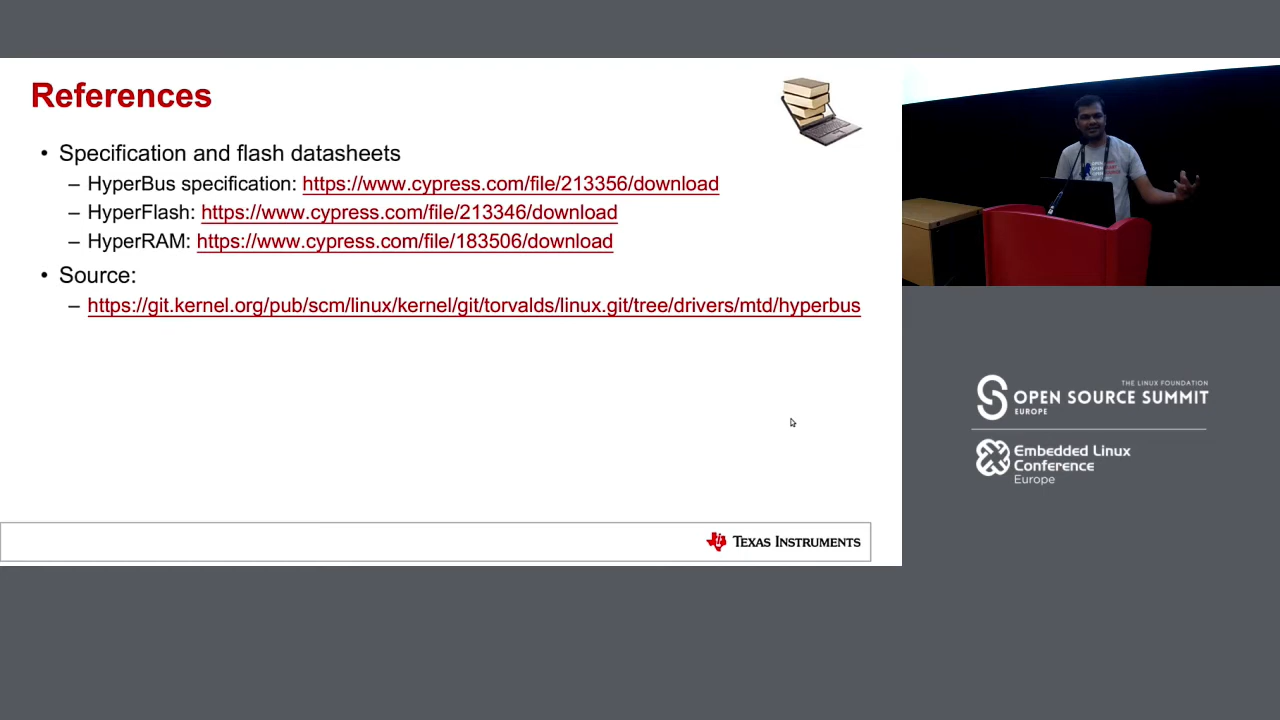 References
• Specification and flash datasheets
– HyperBus specification: https://www.cypress.com/file/213356/download
– HyperFlash: https://www.cypress.com/file/213346/download
– HyperRAM: https://www.cypress.com/file/183506/download
• Source:
– https://git.kernel.org/pub/scm/linux/kernel/git/torvalds/linux.git/tree/drivers/mtd/hyperbus
TEXAS INSTRUMENTS
THE LINUX FOUNDATION
OPEN SOURCE SUMMIT
EUROPE
Embedded Linux
Conference
Europe